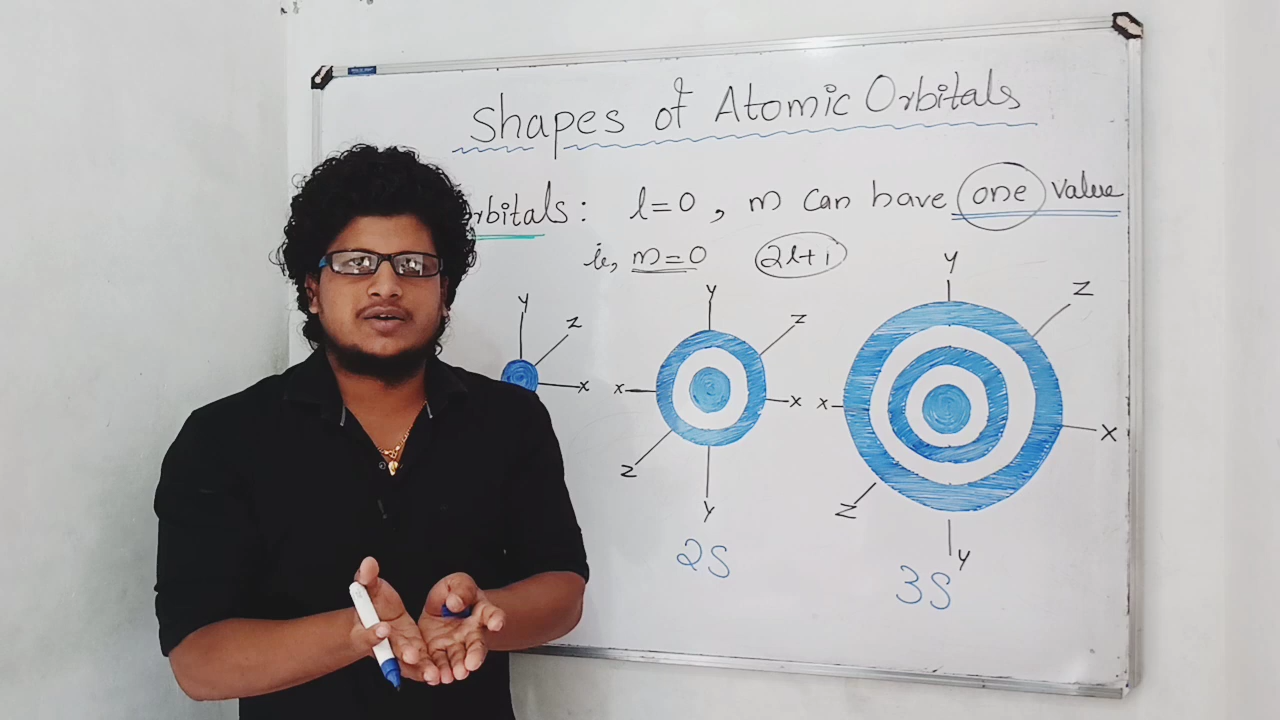 Shapes of Atomic Orbitals
rbitals: l=0, m can have one value
ie, m=0 2l+1
y z x
y z x x z y
y z x x z y
2S
3S